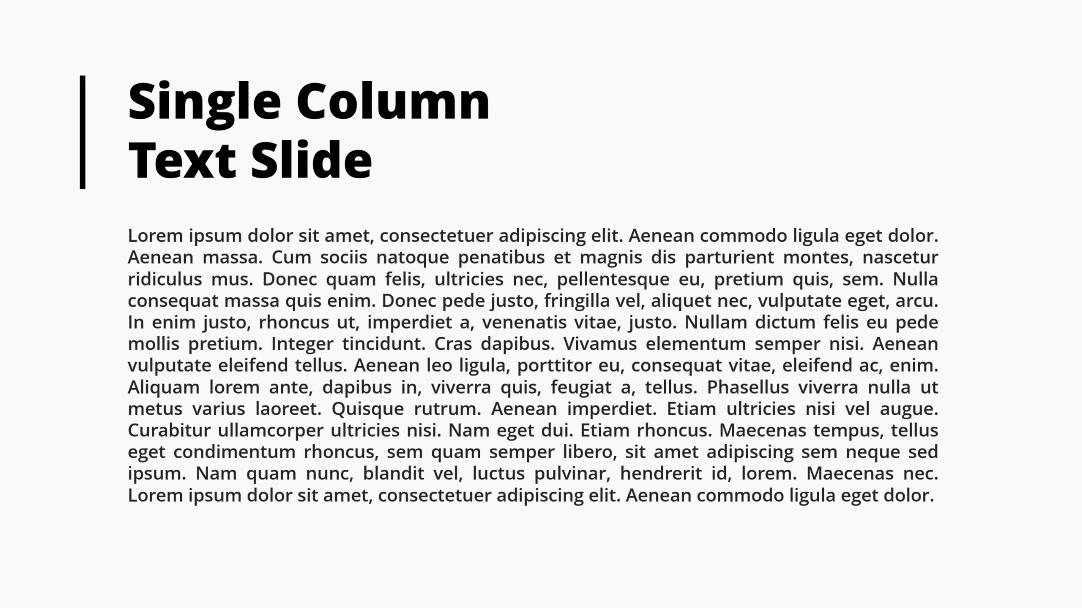 Single Column
Text Slide
Lorem ipsum dolor sit amet, consectetuer adipiscing elit. Aenean commodo ligula eget dolor.
Aenean massa. Cum sociis natoque penatibus et magnis dis parturient montes, nascetur
ridiculus mus. Donec quam felis, ultricies nec, pellentesque eu, pretium quis, sem. Nulla
consequat massa quis enim. Donec pede justo, fringilla vel, aliquet nec, vulputate eget, arcu.
In enim justo, rhoncus ut, imperdiet a, venenatis vitae, justo. Nullam dictum felis eu pede
mollis pretium. Integer tincidunt. Cras dapibus. Vivamus elementum semper nisi. Aenean
vulputate eleifend tellus. Aenean leo ligula, porttitor eu, consequat vitae, eleifend ac, enim.
Aliquam lorem ante, dapibus in, viverra quis, feugiat a, tellus. Phasellus viverra nulla ut
metus varius laoreet. Quisque rutrum. Aenean imperdiet. Etiam ultricies nisi vel augue.
Curabitur ullamcorper ultricies nisi. Nam eget dui. Etiam rhoncus. Maecenas tempus, tellus
eget condimentum rhoncus, sem quam semper libero, sit amet adipiscing sem neque sed
ipsum. Nam quam nunc, blandit vel, luctus pulvinar, hendrerit id, lorem. Maecenas nec.
Lorem ipsum dolor sit amet, consectetuer adipiscing elit. Aenean commodo ligula eget dolor.